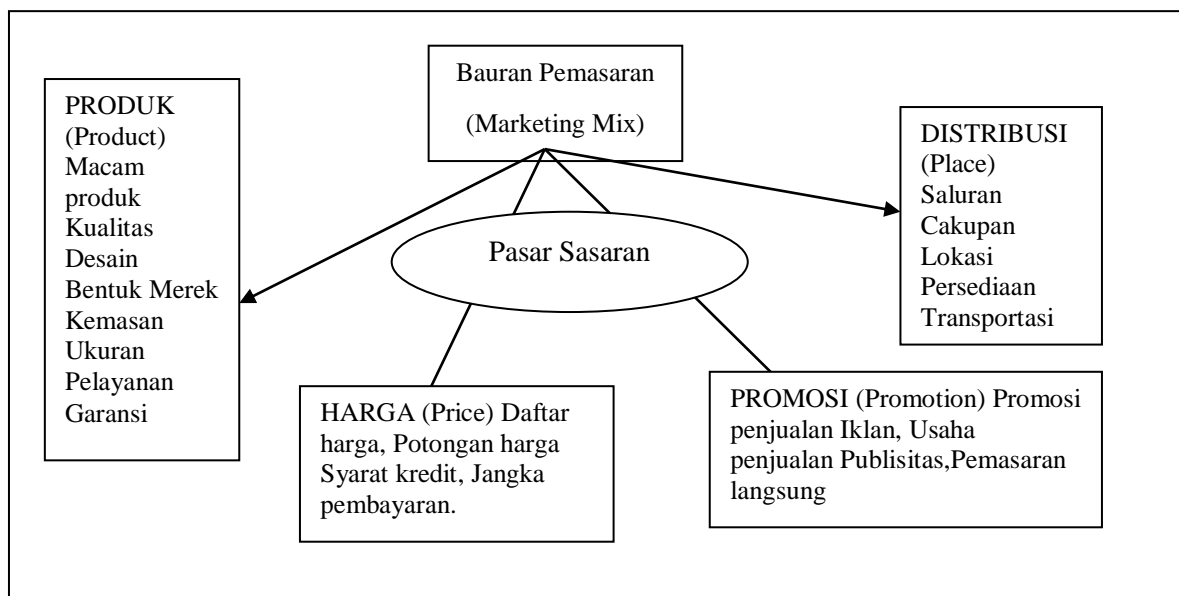 Bauran Pemasaran
(Marketing Mix)
PRODUK
(Product)
Macam
produk
Kualitas
Desain
Bentuk Merek
Kemasan
Ukuran
Pelayanan
Garansi
DISTRIBUSI
(Place)
Saluran
Cakupan
Lokasi
Persediaan
Transportasi
Pasar Sasaran
HARGA (Price) Daftar
harga, Potongan harga
Syarat kredit, Jangka
pembayaran.
PROMOSI (Promotion) Promosi
penjualan Iklan, Usaha
penjualan Publisitas,Pemasaran
langsung